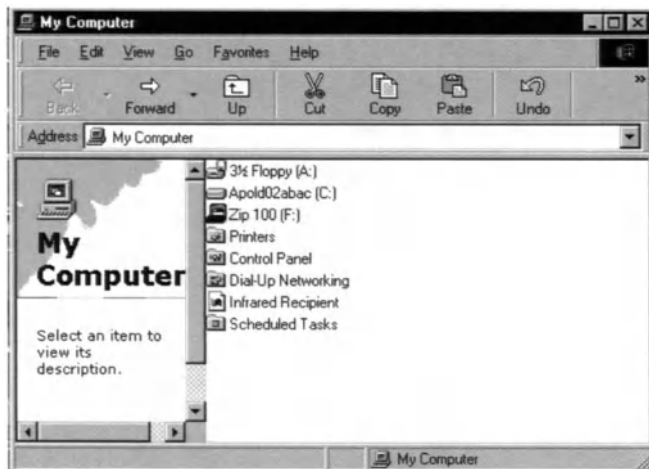 My Computer
File Edit View Go Favorites Help
Back Forward Up Cut Copy Paste Undo »
Address My Computer
My
Computer
Select an item to
view its
description.
3½ Floppy (A:)
Apold02abac (C:)
Zip 100 (F:)
Printers
Control Panel
Dial-Up Networking
Infrared Recipient
Scheduled Tasks
My Computer